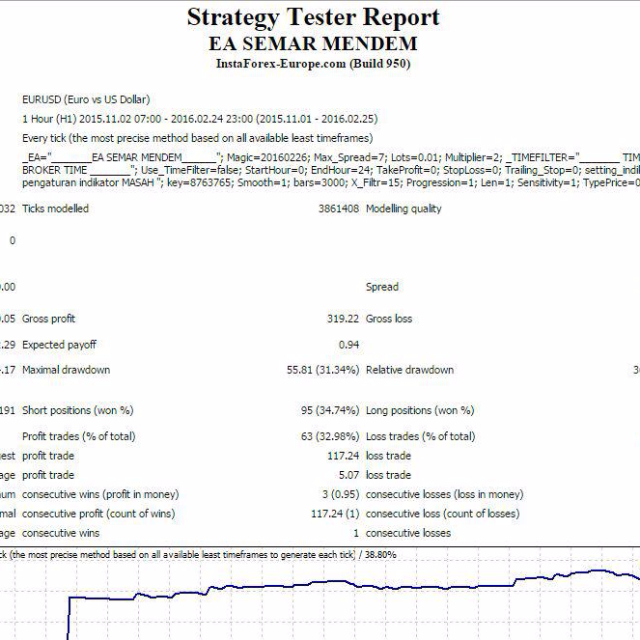 Strategy Tester Report
EA SEMAR MENDEM
InstaForex-Europe.com (Build 950)
EURUSD (Euro vs US Dollar)
1 Hour (H1) 2015.11.02 07:00 - 2016.02.24 23:00 (2015.11.01 - 2016.02.25)
Every tick (the most precise method based on all available least timeframes)
_EA="_______EA SEMAR MENDEM______"; Magic=20160226; Max_Spread=7; Lots=0.01; Multiplier=2; _TIMEFILTER="_______ TIM
BROKER TIME _______"; Use_TimeFilter=false; StartHour=0; EndHour=24; TakeProfit=0; StopLoss=0; Trailing_Stop=0; setting_indi
pengaturan indikator MASAH "; key=8763765; Smooth=1; bars=3000; X_Filtr=15; Progression=1; Len=1; Sensitivity=1; TypePrice=0
032 Ticks modelled 3861408 Modelling quality
0
.00 Spread
.05 Gross profit 319.22 Gross loss
.29 Expected payoff 0.94
.17 Maximal drawdown 55.81 (31.34%) Relative drawdown 3
191 Short positions (won %) 95 (34.74%) Long positions (won %)
Profit trades (% of total) 63 (32.98%) Loss trades (% of total)
est profit trade 117.24 loss trade
age profit trade 5.07 loss trade
um consecutive wins (profit in money) 3 (0.95) consecutive losses (loss in money)
mal consecutive profit (count of wins) 117.24 (1) consecutive loss (count of losses)
age consecutive wins 1 consecutive losses
ck (the most precise method based on all available least timeframes to generate each tick) / 38.80%